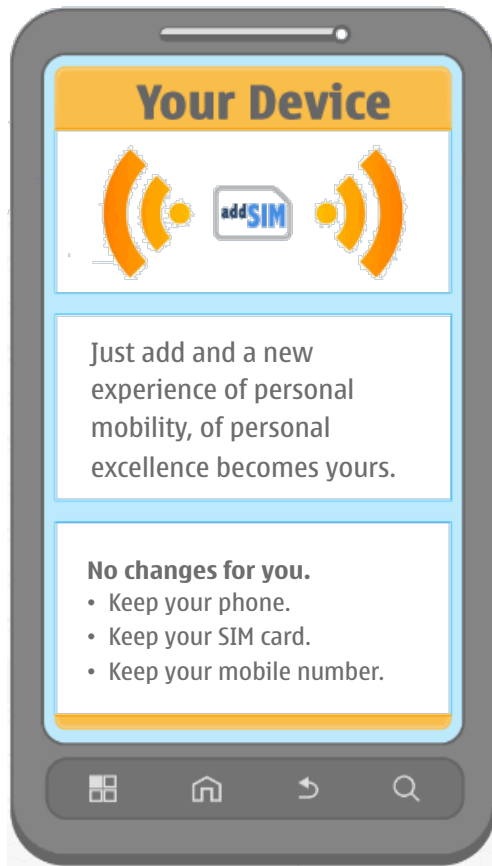 Your Device
addSIM
Just add and a new
experience of personal
mobility, of personal
excellence becomes yours.
No changes for you.
• Keep your phone.
• Keep your SIM card.
• Keep your mobile number.